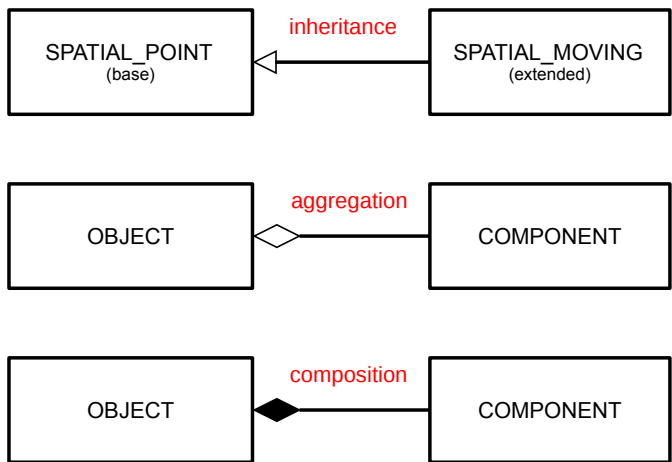 inheritance
SPATIAL_POINT
(base)
SPATIAL_MOVING
(extended)
aggregation
OBJECT
COMPONENT
composition
OBJECT
COMPONENT